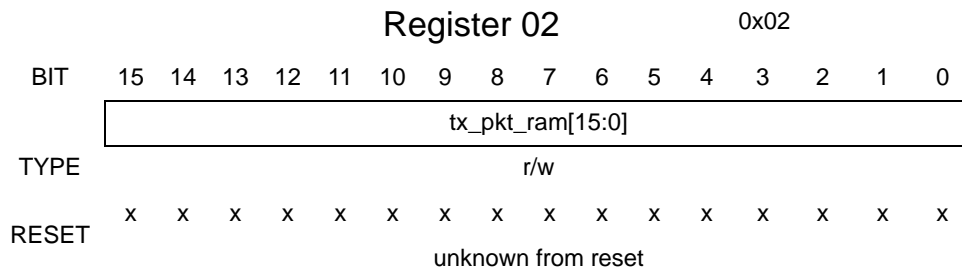 Register 02 0x02
BIT 15 14 13 12 11 10 9 8 7 6 5 4 3 2 1 0
tx_pkt_ram[15:0]
TYPE r/w
x x x x x x x x x x x x x x x x
RESET
unknown from reset